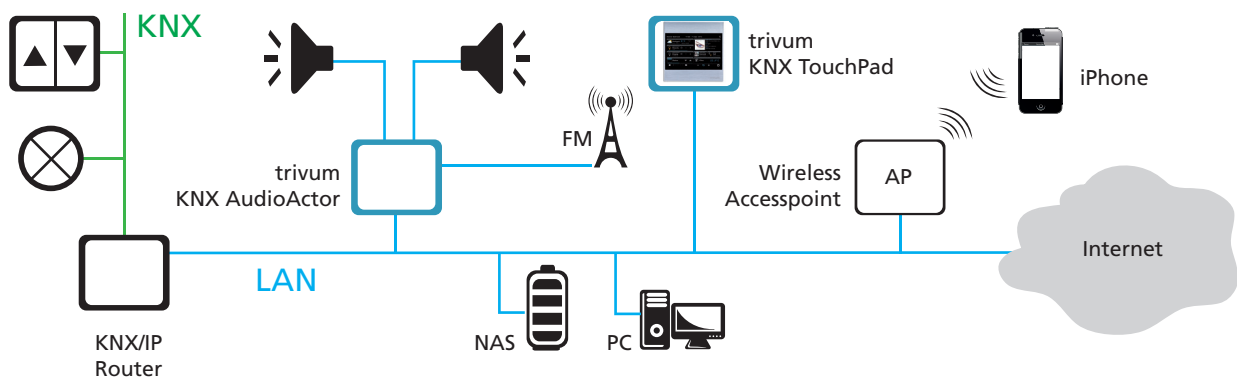 KNX
trivum
KNX TouchPad
iPhone
FM
trivum
KNX AudioActor
Wireless
Accesspoint
AP
Internet
LAN
KNX/IP
Router
NAS
PC